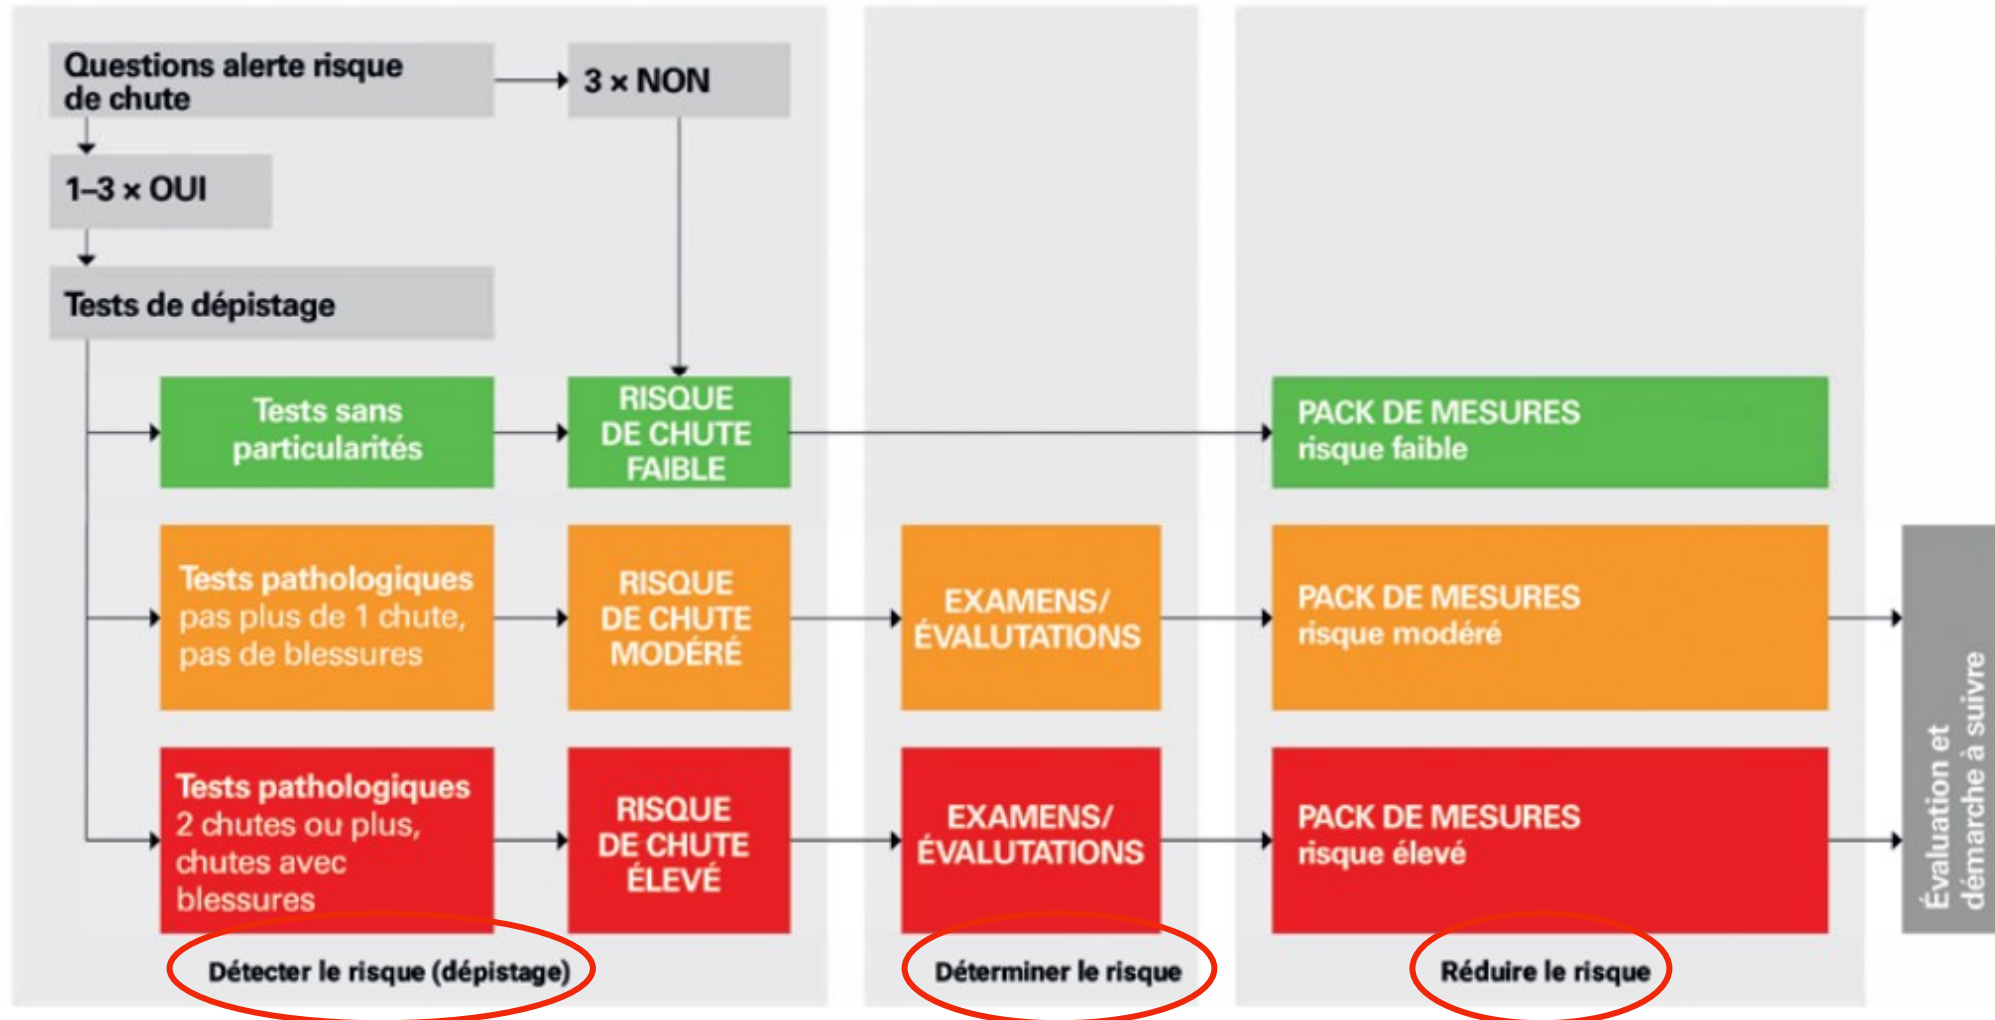 Questions alerte risque
de chute
3 × NON
1–3 × OUI
Tests de dépistage
Tests sans
particularités
RISQUE
DE CHUTE
FAIBLE
PACK DE MESURES
risque faible
Tests pathologiques
pas plus de 1 chute,
pas de blessures
RISQUE
DE CHUTE
MODÉRÉ
EXAMENS/
ÉVALUTATIONS
PACK DE MESURES
risque modéré
Tests pathologiques
2 chutes ou plus,
chutes avec
blessures
RISQUE
DE CHUTE
ÉLEVÉ
EXAMENS/
ÉVALUTATIONS
PACK DE MESURES
risque élevé
Évaluation et
démarche à suivre
Détecter le risque (dépistage)
Déterminer le risque
Réduire le risque